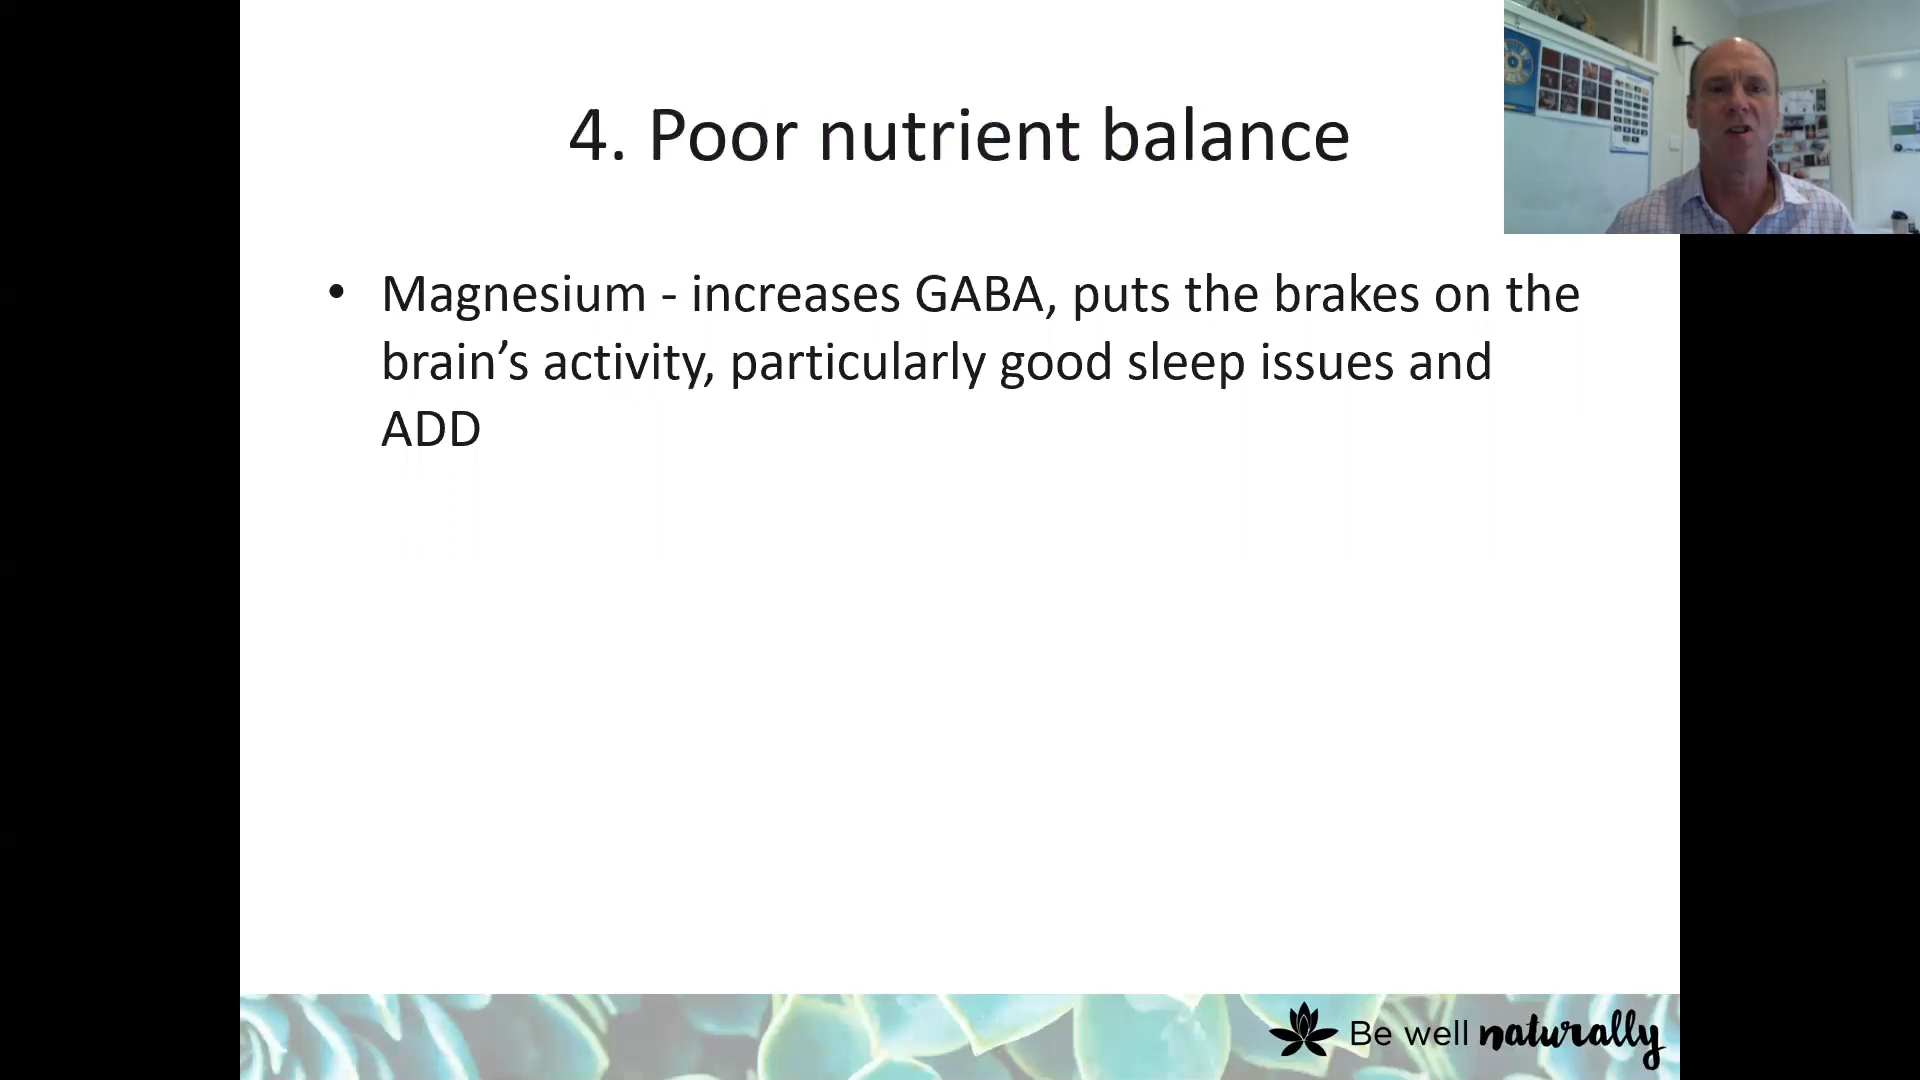 4. Poor nutrient balance
• Magnesium - increases GABA, puts the brakes on the
brain’s activity, particularly good sleep issues and
ADD
Be well naturally